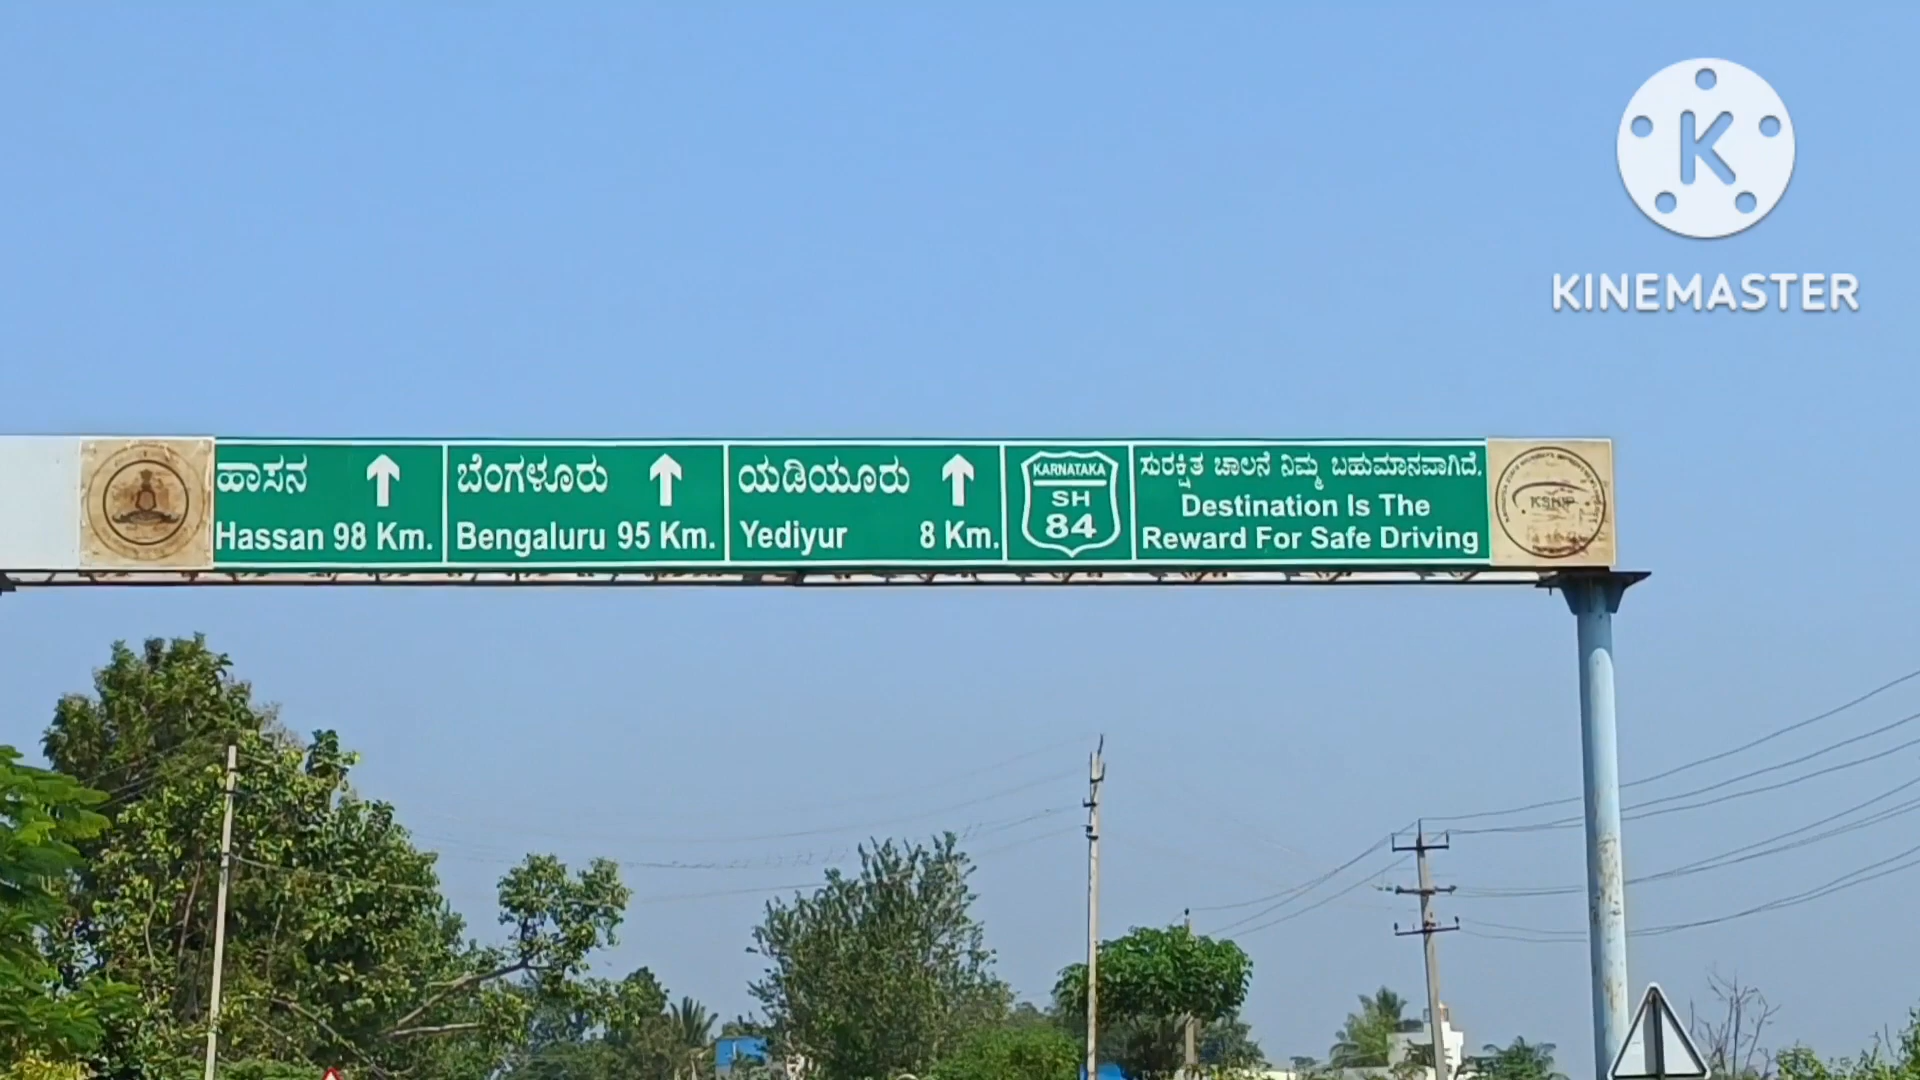 K
KINEMASTER
ಹಾಸನ
Hassan 98 Km.
ಬೆಂಗಳೂರು
Bengaluru 95 Km.
ಯಡಿಯೂರು
Yediyur 8 Km.
KARNATAKA
SH
84
ಸುರಕ್ಷಿತ ಚಾಲನೆ ನಿಮ್ಮ ಬಹುಮಾನವಾಗಿದೆ.
Destination Is The
Reward For Safe Driving
KSHIP